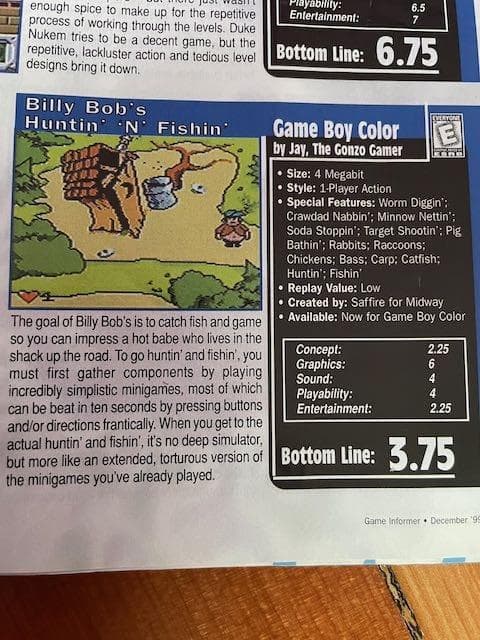 enough spice to make up for the repetitive
process of working through the levels. Duke
Nukem tries to be a decent game, but the
repetitive, lackluster action and tedious level
designs bring it down.
Playability: 6.5
Entertainment: 7
Bottom Line: 6.75
Billy Bob's
Huntin' 'N' Fishin'
1
Game Boy Color
by Jay, The Gonzo Gamer
EVERYONE
E
ESRB
• Size: 4 Megabit
• Style: 1-Player Action
• Special Features: Worm Diggin';
Crawdad Nabbin'; Minnow Nettin';
Soda Stoppin'; Target Shootin'; Pig
Bathin'; Rabbits; Raccoons;
Chickens; Bass; Carp; Catfish;
Huntin'; Fishin'
• Replay Value: Low
• Created by: Saffire for Midway
• Available: Now for Game Boy Color
The goal of Billy Bob's is to catch fish and game
so you can impress a hot babe who lives in the
shack up the road. To go huntin' and fishin', you
must first gather components by playing
incredibly simplistic minigames, most of which
can be beat in ten seconds by pressing buttons
and/or directions frantically. When you get to the
actual huntin' and fishin', it's no deep simulator,
but more like an extended, torturous version of
the minigames you've already played.
Concept: 2.25
Graphics: 6
Sound: 4
Playability: 4
Entertainment: 2.25
Bottom Line: 3.75
Game Informer • December '99